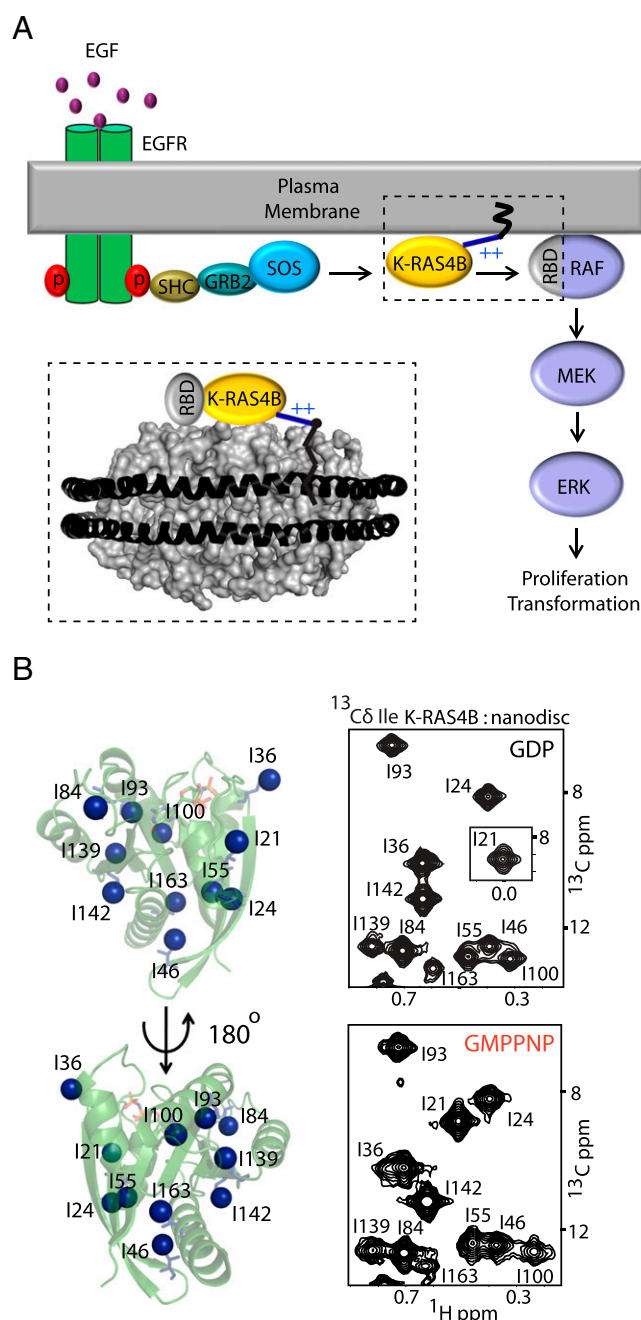 A
EGF
EGFR
Plasma
Membrane
P
P
SHC
GRB2
SOS
K-RAS4B
++
RBD
RAF
MEK
ERK
Proliferation
Transformation
RBD
K-RAS4B
++
B
I36
I84
I93
I100
I21
I139
I55
I142
I163
I24
I46
180°
I36
I93
I84
I100
I21
I139
I55
I163
I24
I142
I46
¹³Cδ Ile K-RAS4B : nanodisc
GDP
I93
I24
8
I21
8
0.0
I36
I142
¹³C ppm
I139
I84
I55
I46
12
I163
I100
0.7
0.3
GMPPNP
I93
8
I21
I24
I36
I142
¹³C ppm
I139
I84
I55
I46
12
I163
I100
0.7
0.3
¹H ppm